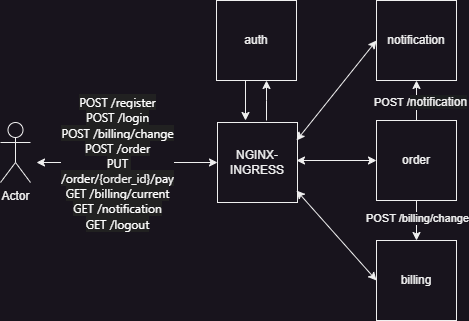 auth
notification
POST /register
POST /login
POST /billing/change
POST /order
PUT
/order/{order_id}/pay
GET /billing/current
GET /notification
GET /logout
Actor
NGINX-
INGRESS
POST /notification
order
POST /billing/change
billing